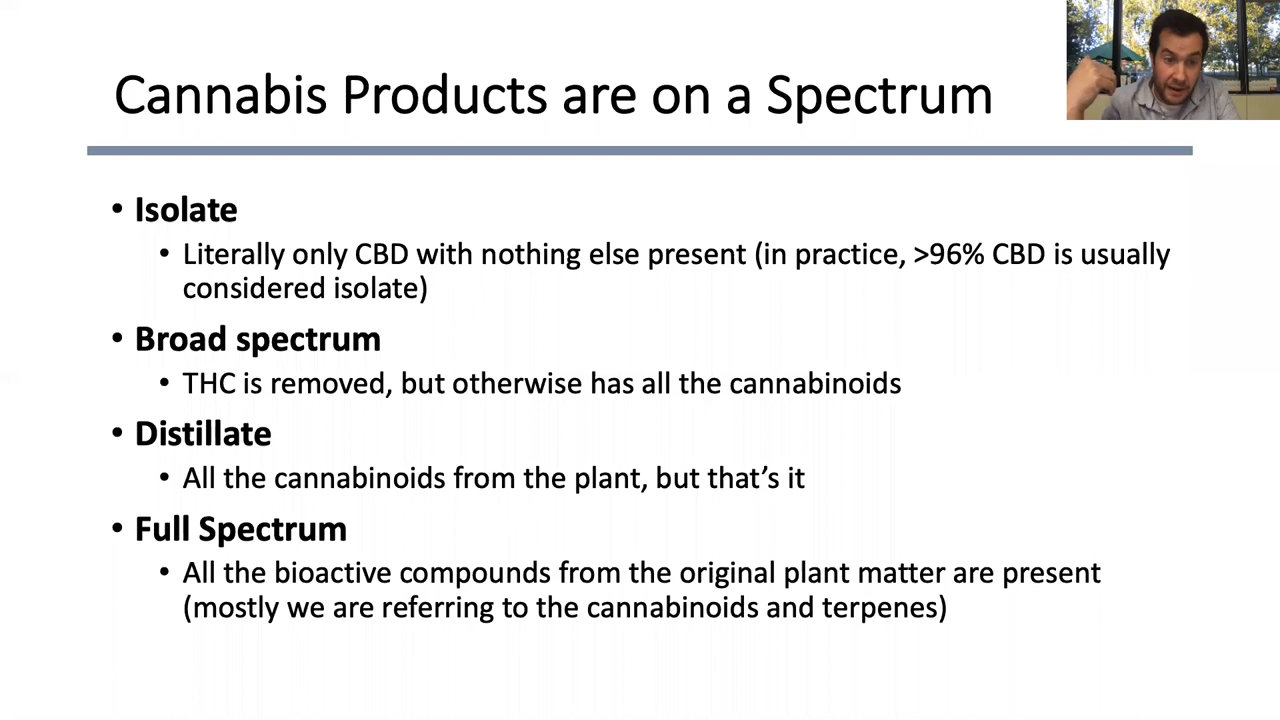 Cannabis Products are on a Spectrum
• Isolate
• Literally only CBD with nothing else present (in practice, >96% CBD is usually
considered isolate)
• Broad spectrum
• THC is removed, but otherwise has all the cannabinoids
• Distillate
• All the cannabinoids from the plant, but that’s it
• Full Spectrum
• All the bioactive compounds from the original plant matter are present
(mostly we are referring to the cannabinoids and terpenes)